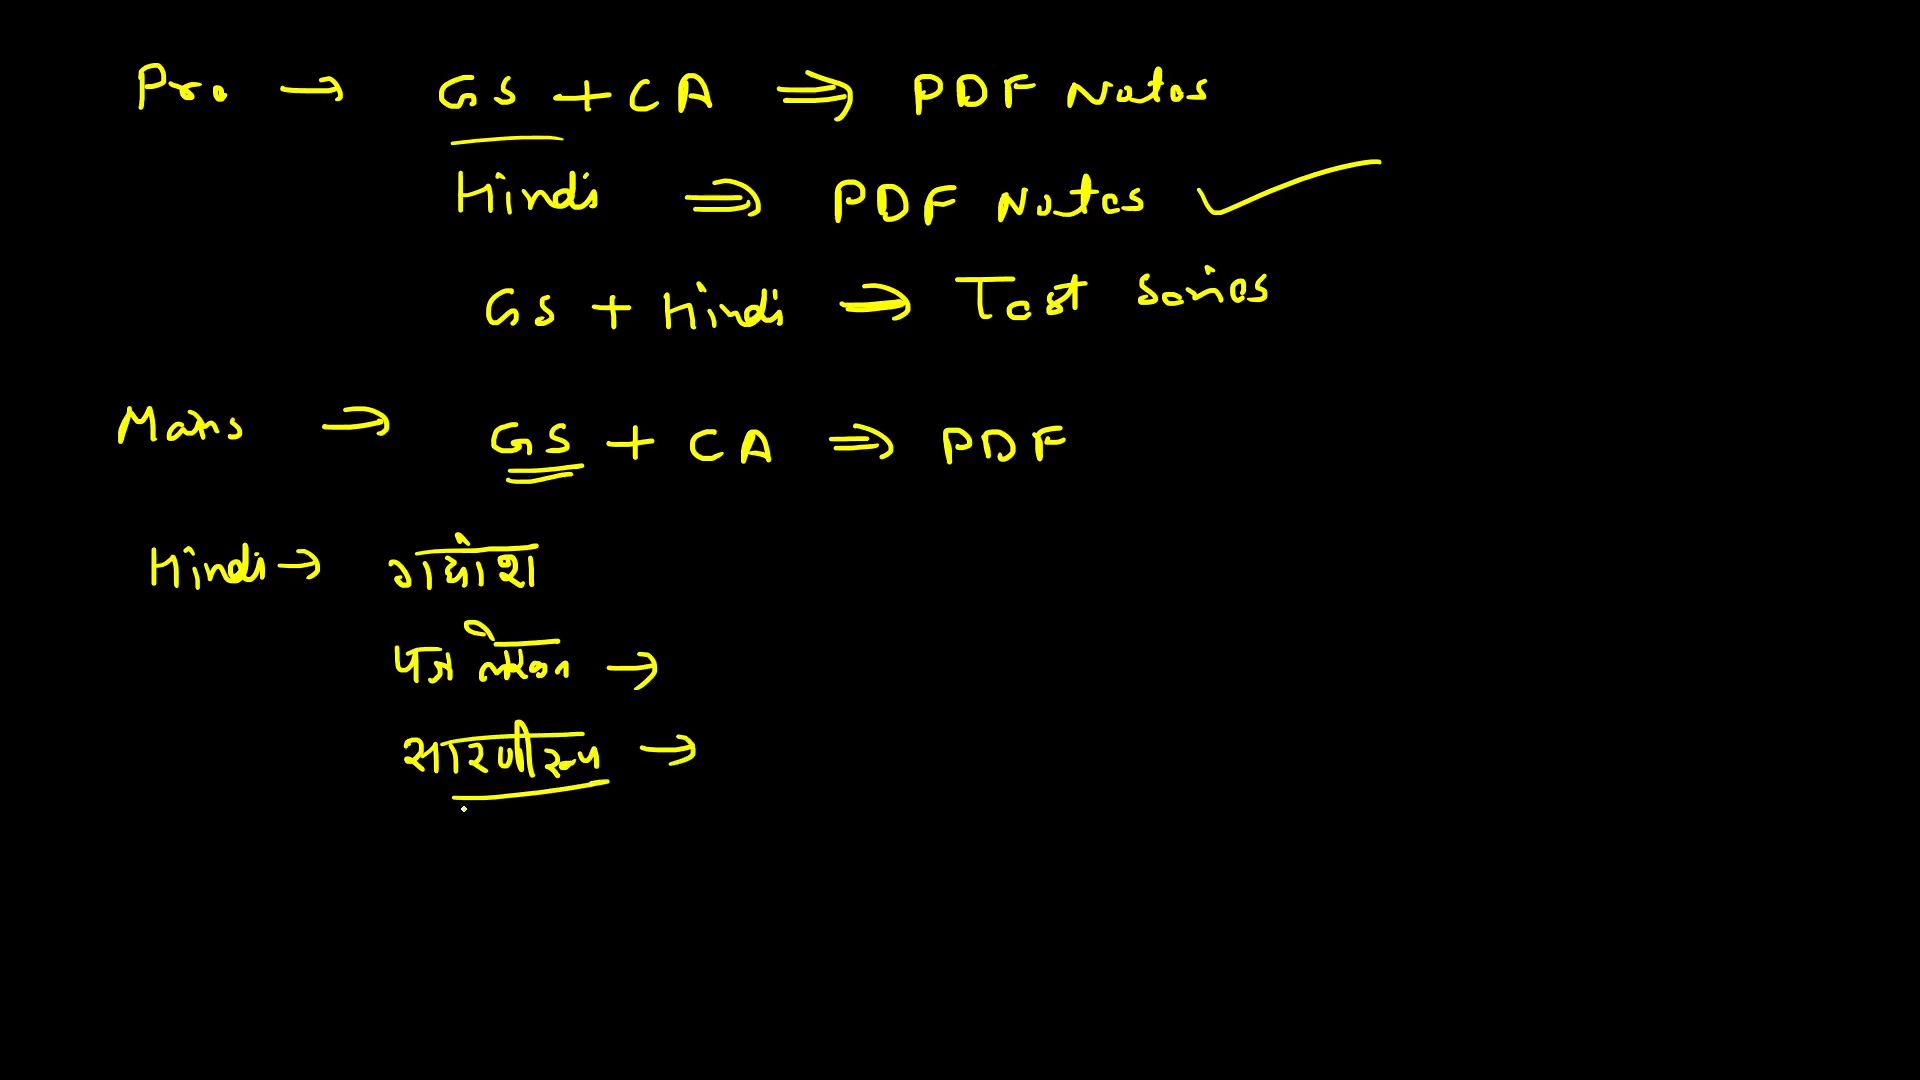 Pre → GS + CA ⇒ PDF Notes
Hindi ⇒ PDF Notes ✓
GS + Hindi → Test Series
Mains → GS + CA ⇒ PDF
Hindi → गद्यांश
पत्र लेखन →
सारणीरूप →